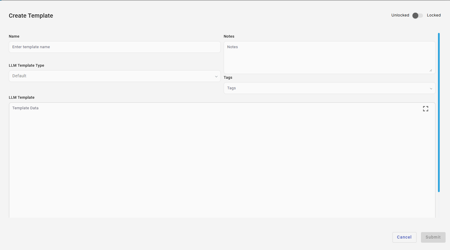 Create Template
Unlocked Locked
Name
Enter template name
LLM Template Type
Default
Notes
Notes
Tags
Tags
LLM Template
Template Data
Cancel Submit